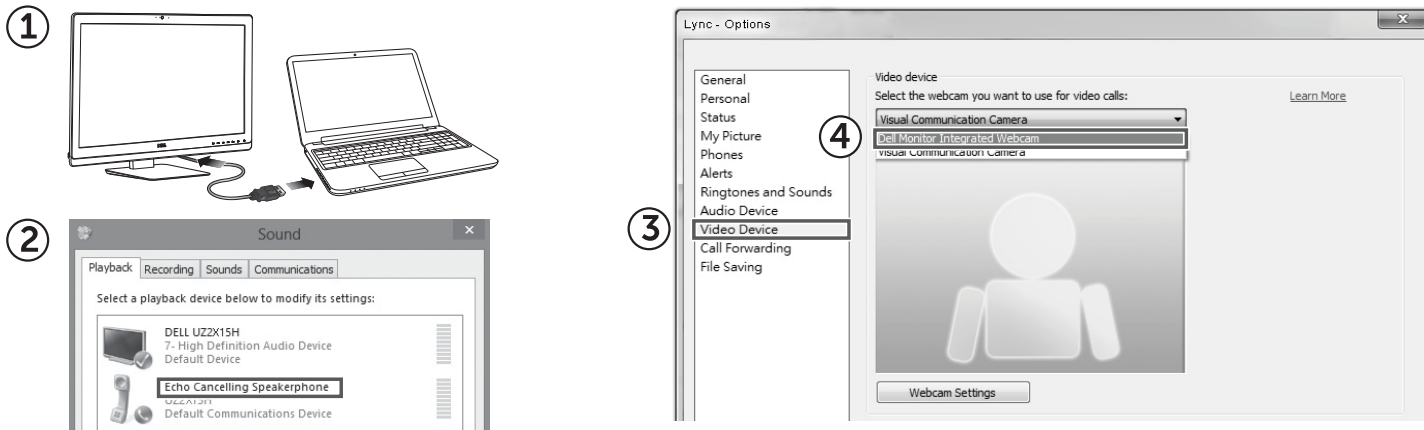 1
DELL
2
Sound
x
Playback
Recording
Sounds
Communications
Select a playback device below to modify its settings:
DELL UZ2X15H
7- High Definition Audio Device
Default Device
Echo Cancelling Speakerphone
UZ2X15H
Default Communications Device
Lync - Options
x
General
Personal
Status
My Picture
Phones
Alerts
Ringtones and Sounds
Audio Device
3
Video Device
Call Forwarding
File Saving
Video device
Select the webcam you want to use for video calls:
Learn More
Visual Communication Camera
4
Dell Monitor Integrated Webcam
Visual Communication Camera
Webcam Settings